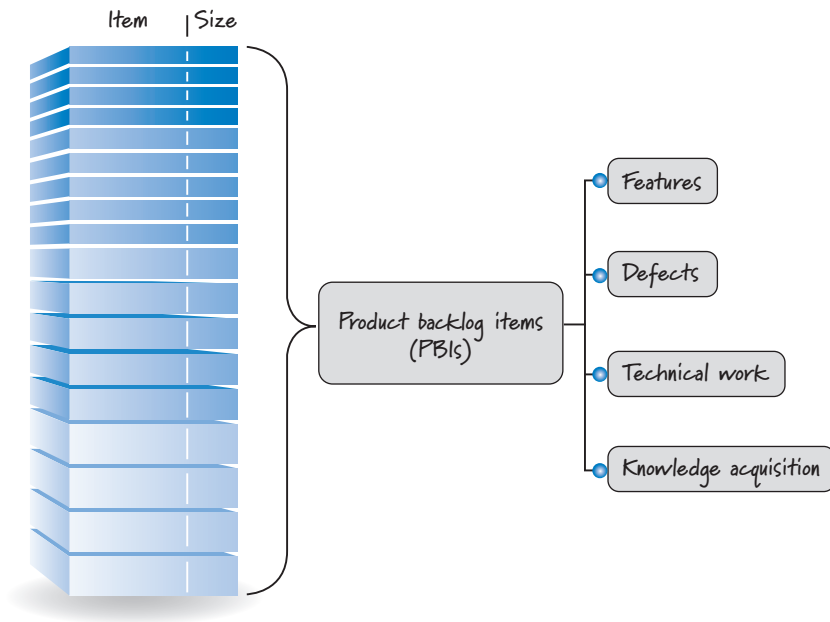 Item | Size
Features
Defects
Product backlog items
(PBIs)
Technical work
Knowledge acquisition